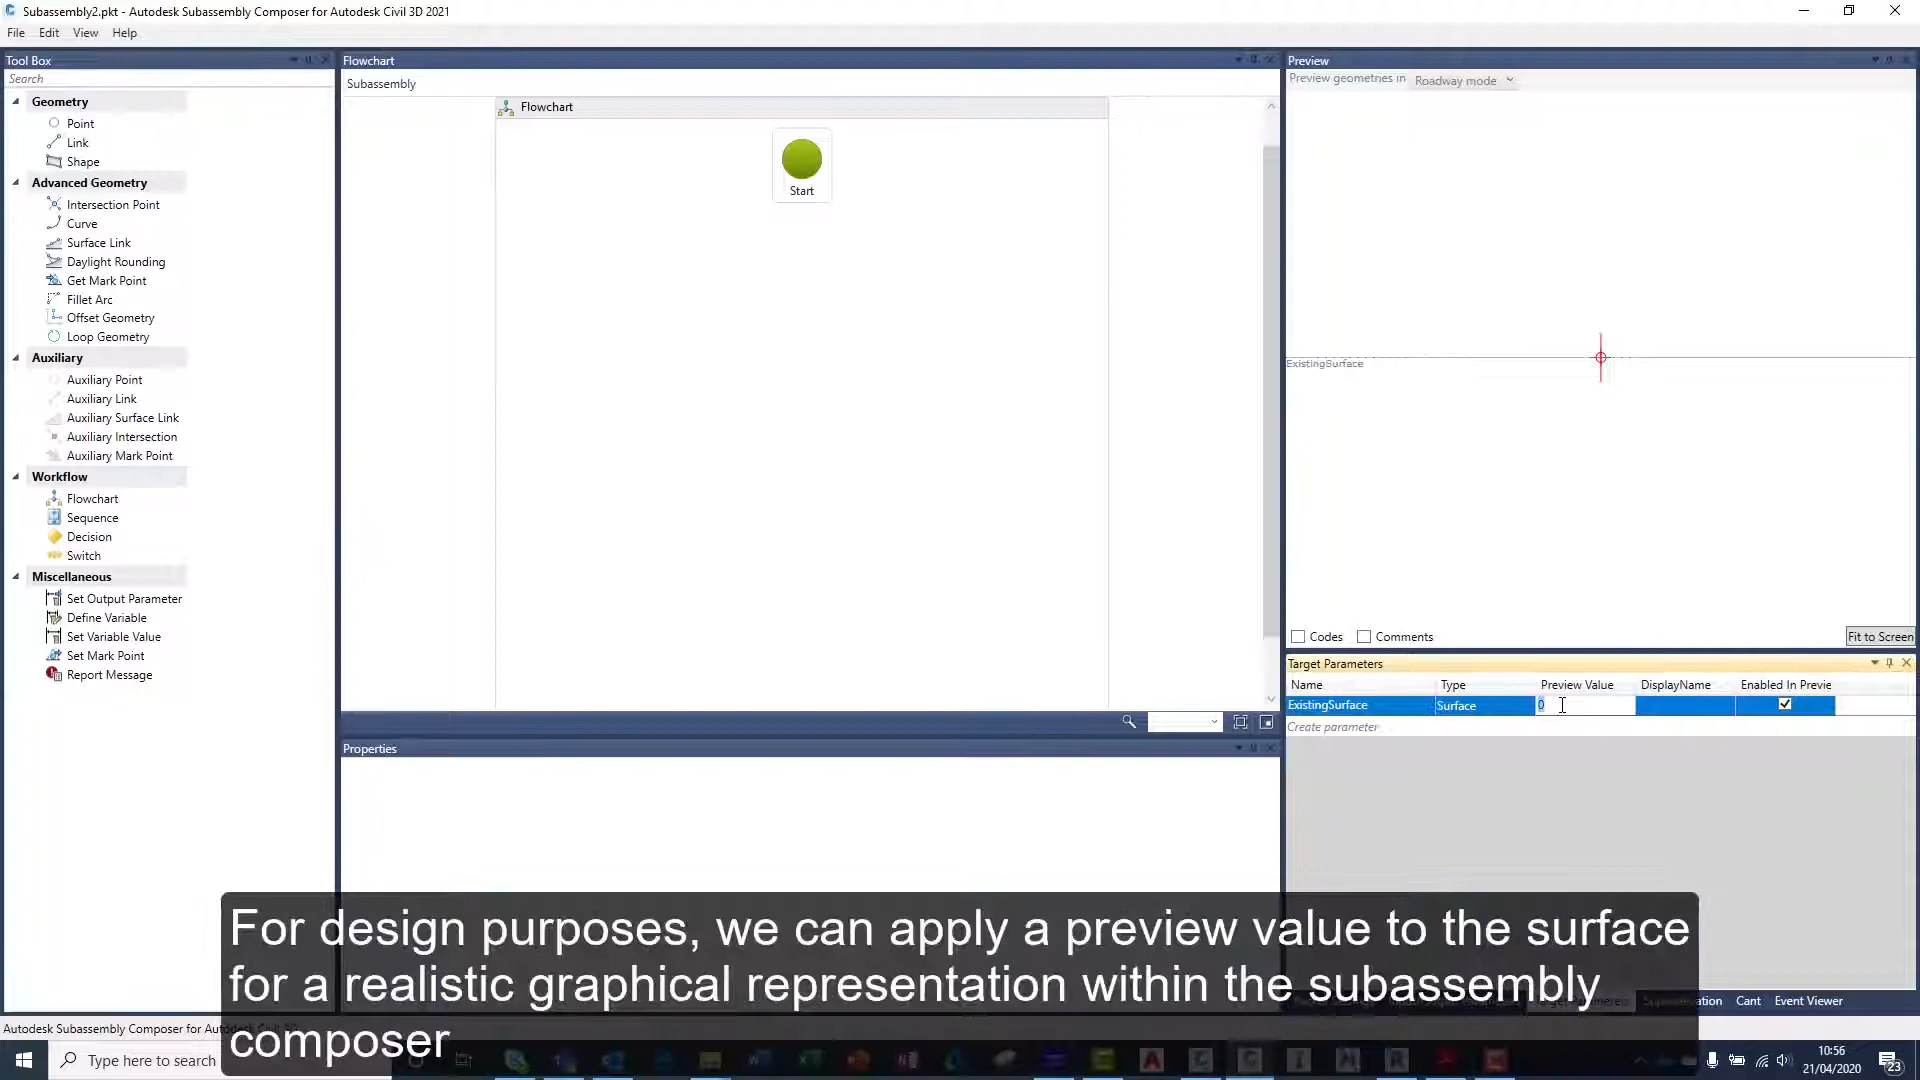 Subassembly2.pkt - Autodesk Subassembly Composer for Autodesk Civil 3D 2021
File Edit View Help
Tool Box
Search
Geometry
Point
Link
Shape
Advanced Geometry
Intersection Point
Curve
Surface Link
Daylight Rounding
Get Mark Point
Fillet Arc
Offset Geometry
Loop Geometry
Auxiliary
Auxiliary Point
Auxiliary Link
Auxiliary Surface Link
Auxiliary Intersection
Auxiliary Mark Point
Workflow
Flowchart
Sequence
Decision
Switch
Miscellaneous
Set Output Parameter
Define Variable
Set Variable Value
Set Mark Point
Report Message
Flowchart
Subassembly
Flowchart
Start
Properties
Preview
Preview geometries in Roadway mode
ExistingSurface
Codes Comments Fit to Screen
Target Parameters
Name Type Preview Value DisplayName Enabled In Previe
ExistingSurface Surface 0
Create parameter
Cant Event Viewer
For design purposes, we can apply a preview value to the surface
for a realistic graphical representation within the subassembly
composer
Autodesk Subassembly Composer for
Type here to search
10:56
21/04/2020
23